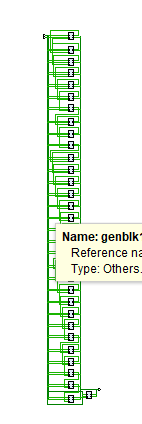 Name: genblk1
Reference na
Type: Others.